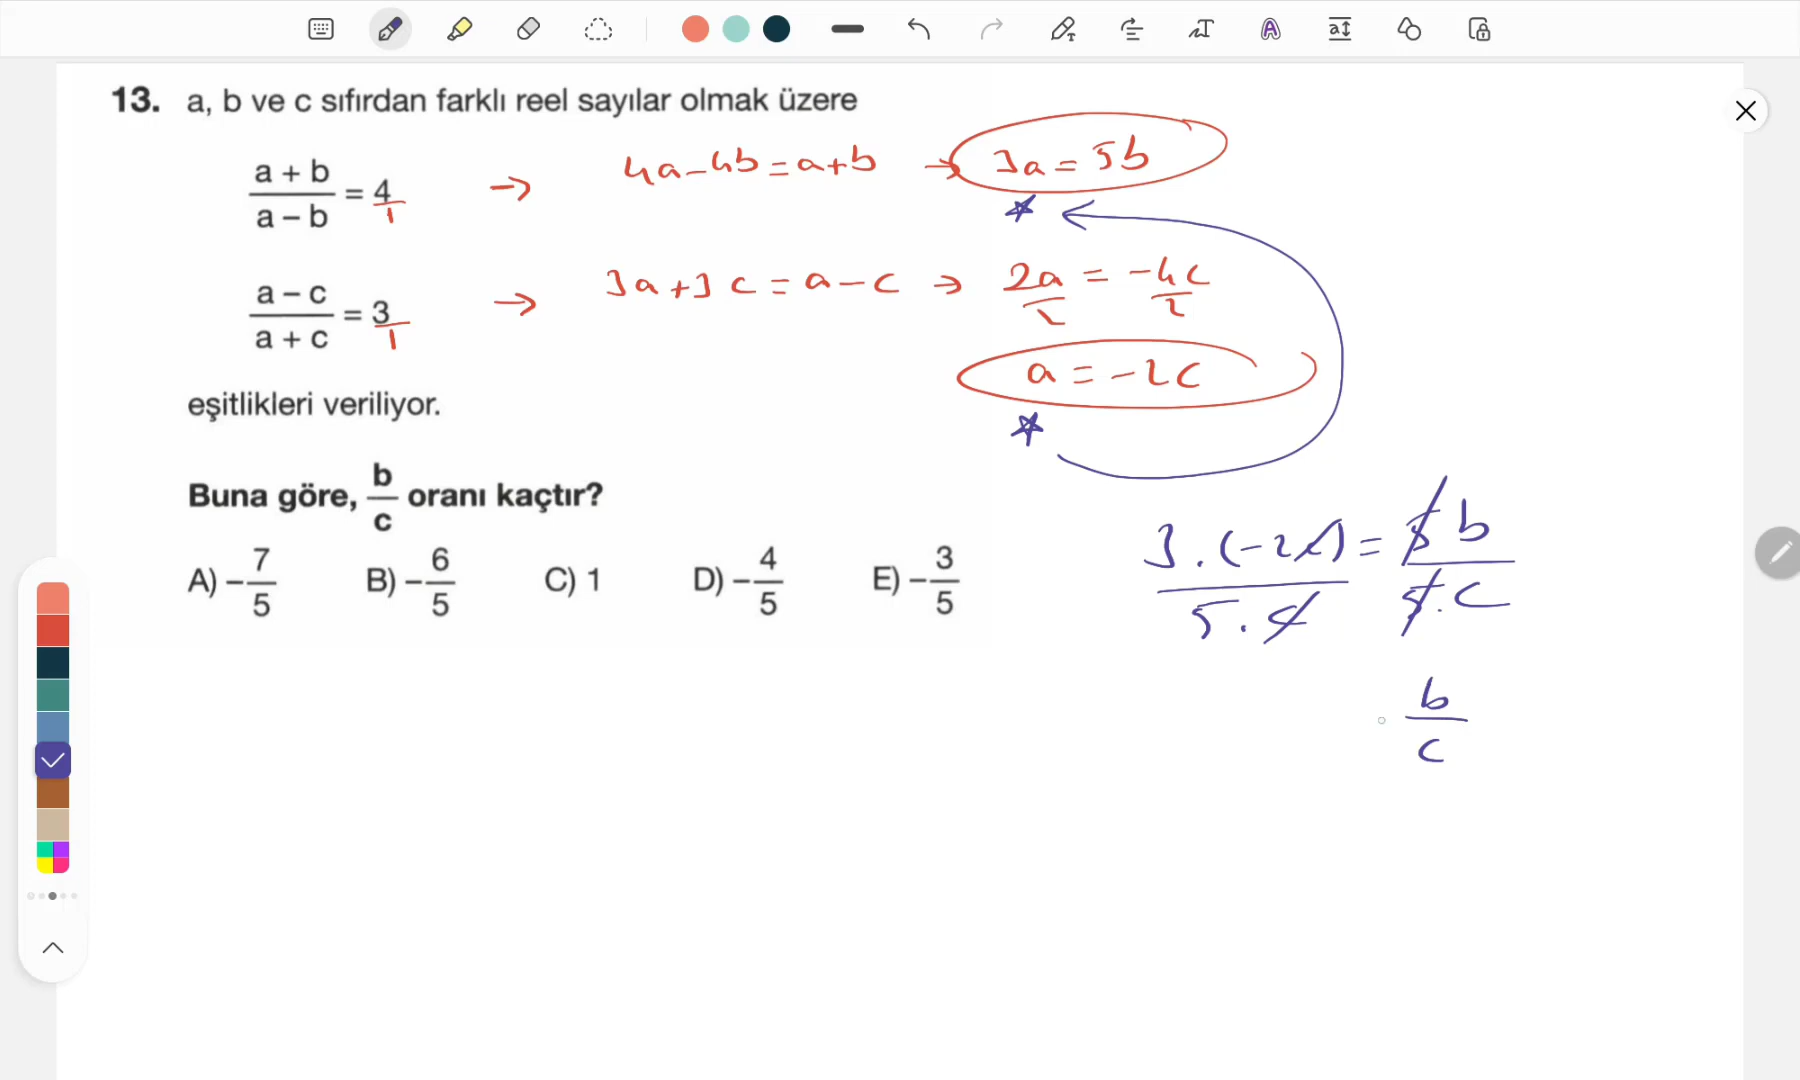 13. a, b ve c sıfırdan farklı reel sayılar olmak üzere
(a + b)/(a – b) = 4/1 → 4a – 4b = a + b → 3a = 5b
(a – c)/(a + c) = 3/1 → 3a + 3c = a – c → 2a/2 = –4c/2
a = –2c
eşitlikleri veriliyor.
Buna göre, b/c oranı kaçtır?
A) –7/5 B) –6/5 C) 1 D) –4/5 E) –3/5
3.(–2c)/5.c = 5b/5.c
b/c